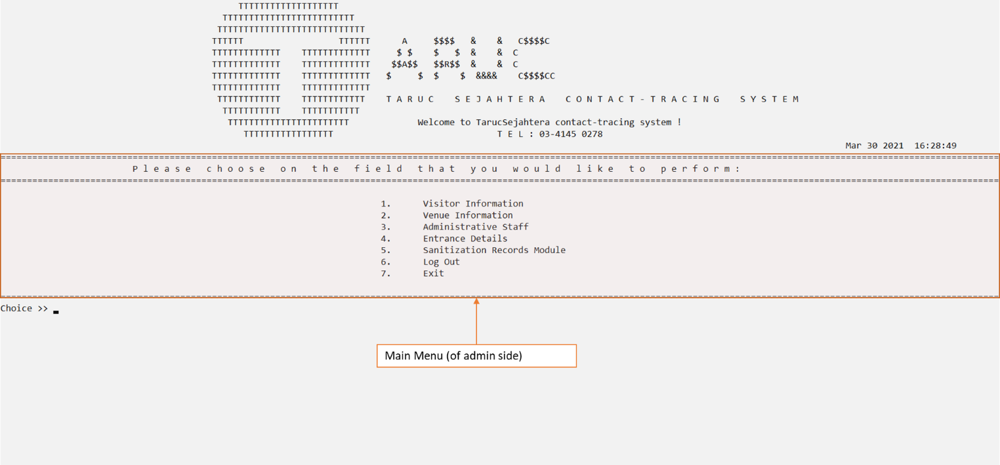 TTTTTTTTTTTTTTTTTTT
TTTTTTTTTTTTTTTTTTTTTTTTT
TTTTTTTTTTTTTTTTTTTTTTTTTTTT
TTTTTT                  TTTTTT      A     $$$$   &    &   C$$$$C
TTTTTTTTTTTTT    TTTTTTTTTTTTT     $ $    $   $  &    &  C
TTTTTTTTTTTTT    TTTTTTTTTTTTT    $$A$$   $$R$$  &    &  C
TTTTTTTTTTTTT    TTTTTTTTTTTTT   $     $  $    $  &&&&    C$$$$CC
TTTTTTTTTTTTT    TTTTTTTTTTTTT
TTTTTTTTTTTT    TTTTTTTTTTTT    T A R U C   S E J A H T E R A   C O N T A C T - T R A C I N G   S Y S T E M
TTTTTTTTTTT    TTTTTTTTTTT
TTTTTTTTTTTTTTTTTTTTTTT             Welcome to TarucSejahtera contact-tracing system !
TTTTTTTTTTTTTTTTT                               T E L : 03-4145 0278
Mar 30 2021  16:28:49
P l e a s e   c h o o s e   o n   t h e   f i e l d   t h a t   y o u   w o u l d   l i k e   t o   p e r f o r m :
1.      Visitor Information
2.      Venue Information
3.      Administrative Staff
4.      Entrance Details
5.      Sanitization Records Module
6.      Log Out
7.      Exit
Choice >> _
Main Menu (of admin side)